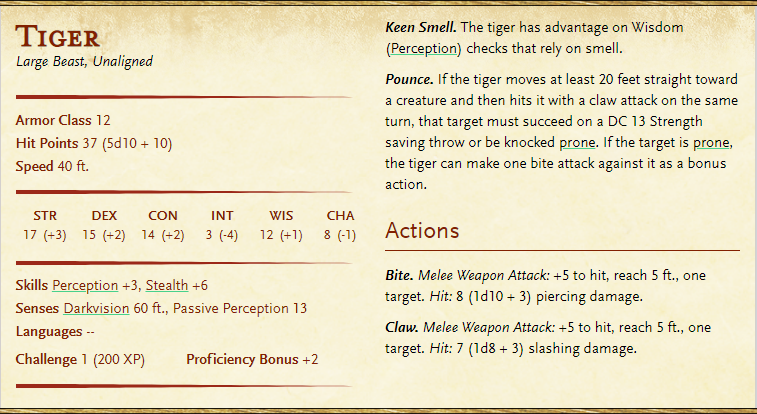 Tiger
Large Beast, Unaligned
Armor Class 12
Hit Points 37 (5d10 + 10)
Speed 40 ft.
STR DEX CON INT WIS CHA
17 (+3) 15 (+2) 14 (+2) 3 (-4) 12 (+1) 8 (-1)
Skills Perception +3, Stealth +6
Senses Darkvision 60 ft., Passive Perception 13
Languages --
Challenge 1 (200 XP) Proficiency Bonus +2
Keen Smell. The tiger has advantage on Wisdom
(Perception) checks that rely on smell.
Pounce. If the tiger moves at least 20 feet straight toward
a creature and then hits it with a claw attack on the same
turn, that target must succeed on a DC 13 Strength
saving throw or be knocked prone. If the target is prone,
the tiger can make one bite attack against it as a bonus
action.
Actions
Bite. Melee Weapon Attack: +5 to hit, reach 5 ft., one
target. Hit: 8 (1d10 + 3) piercing damage.
Claw. Melee Weapon Attack: +5 to hit, reach 5 ft., one
target. Hit: 7 (1d8 + 3) slashing damage.